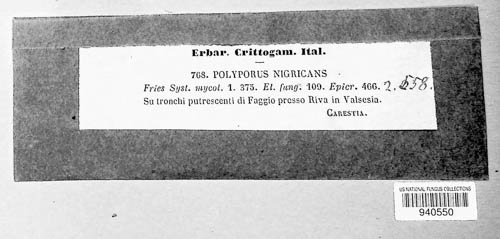 Erbar. Crittogam. Ital.
768. POLYPORUS NIGRICANS
Fries Syst. mycol. 1. 375. El. fung. 109. Epicr. 466. 2. 558.
Su tronchi putrescenti di Faggio presso Riva in Valsesia.
CARESTIA.
US NATIONAL FUNGUS COLLECTIONS
940550